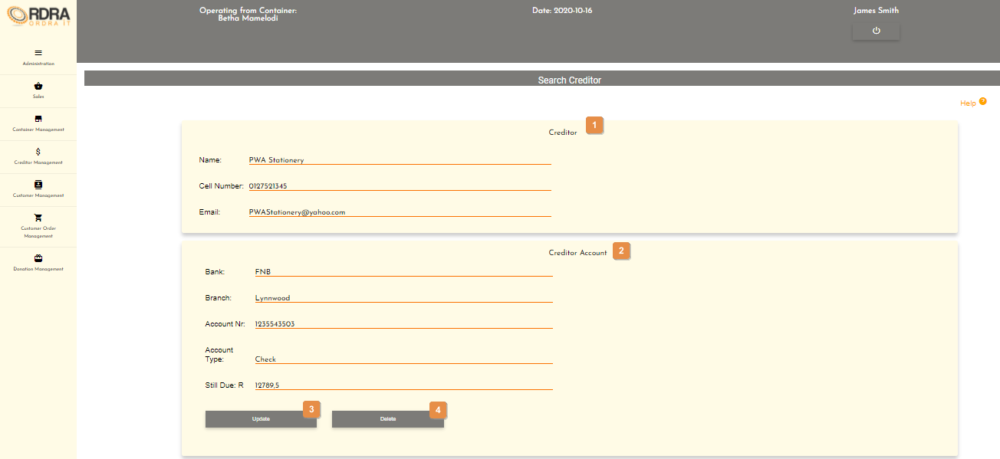 RDRA
ORDRA IT
Operating from Container:
Betha Mamelodi
Date: 2020-10-16
James Smith
Administration
Sales
Container Management
Creditor Management
Customer Management
Customer Order
Management
Donation Management
Search Creditor
Help ?
Creditor 1
Name: PWA Stationery
Cell Number: 0127521345
Email: PWAStationery@yahoo.com
Creditor Account 2
Bank: FNB
Branch: Lynnwood
Account Nr: 1235543503
Account
Type: Check
Still Due: R 12789,5
Update 3
Delete 4